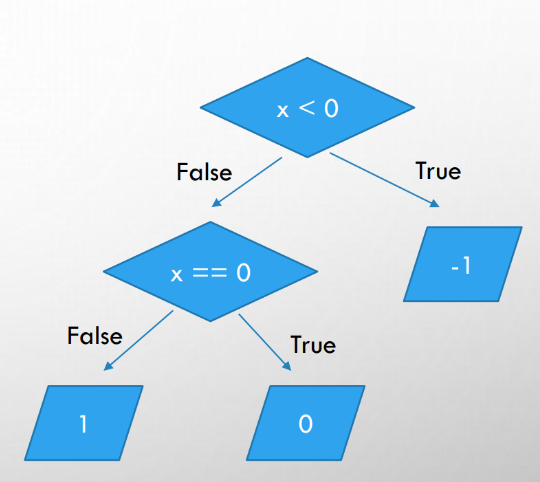 x < 0
False
True
x == 0
-1
False
True
1
0